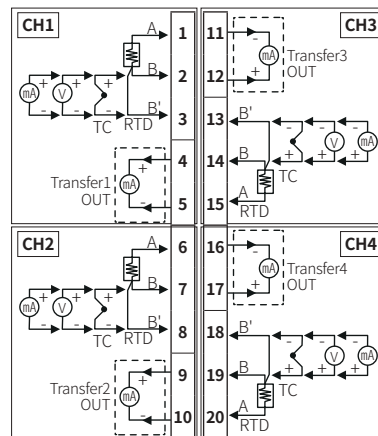 CH1
A
B
B'
+
+
+
-
-
-
mA
V
TC
RTD
Transfer1
OUT
+
mA
-
1
2
3
4
5
11
12
13
14
15
CH3
-
mA
+
Transfer3
OUT
B'
B
A
-
-
-
+
+
+
V
mA
TC
RTD
CH2
A
B
B'
+
+
+
-
-
-
mA
V
TC
RTD
Transfer2
OUT
+
mA
-
6
7
8
9
10
16
17
18
19
20
CH4
-
mA
+
Transfer4
OUT
B'
B
A
-
-
-
+
+
+
V
mA
TC
RTD